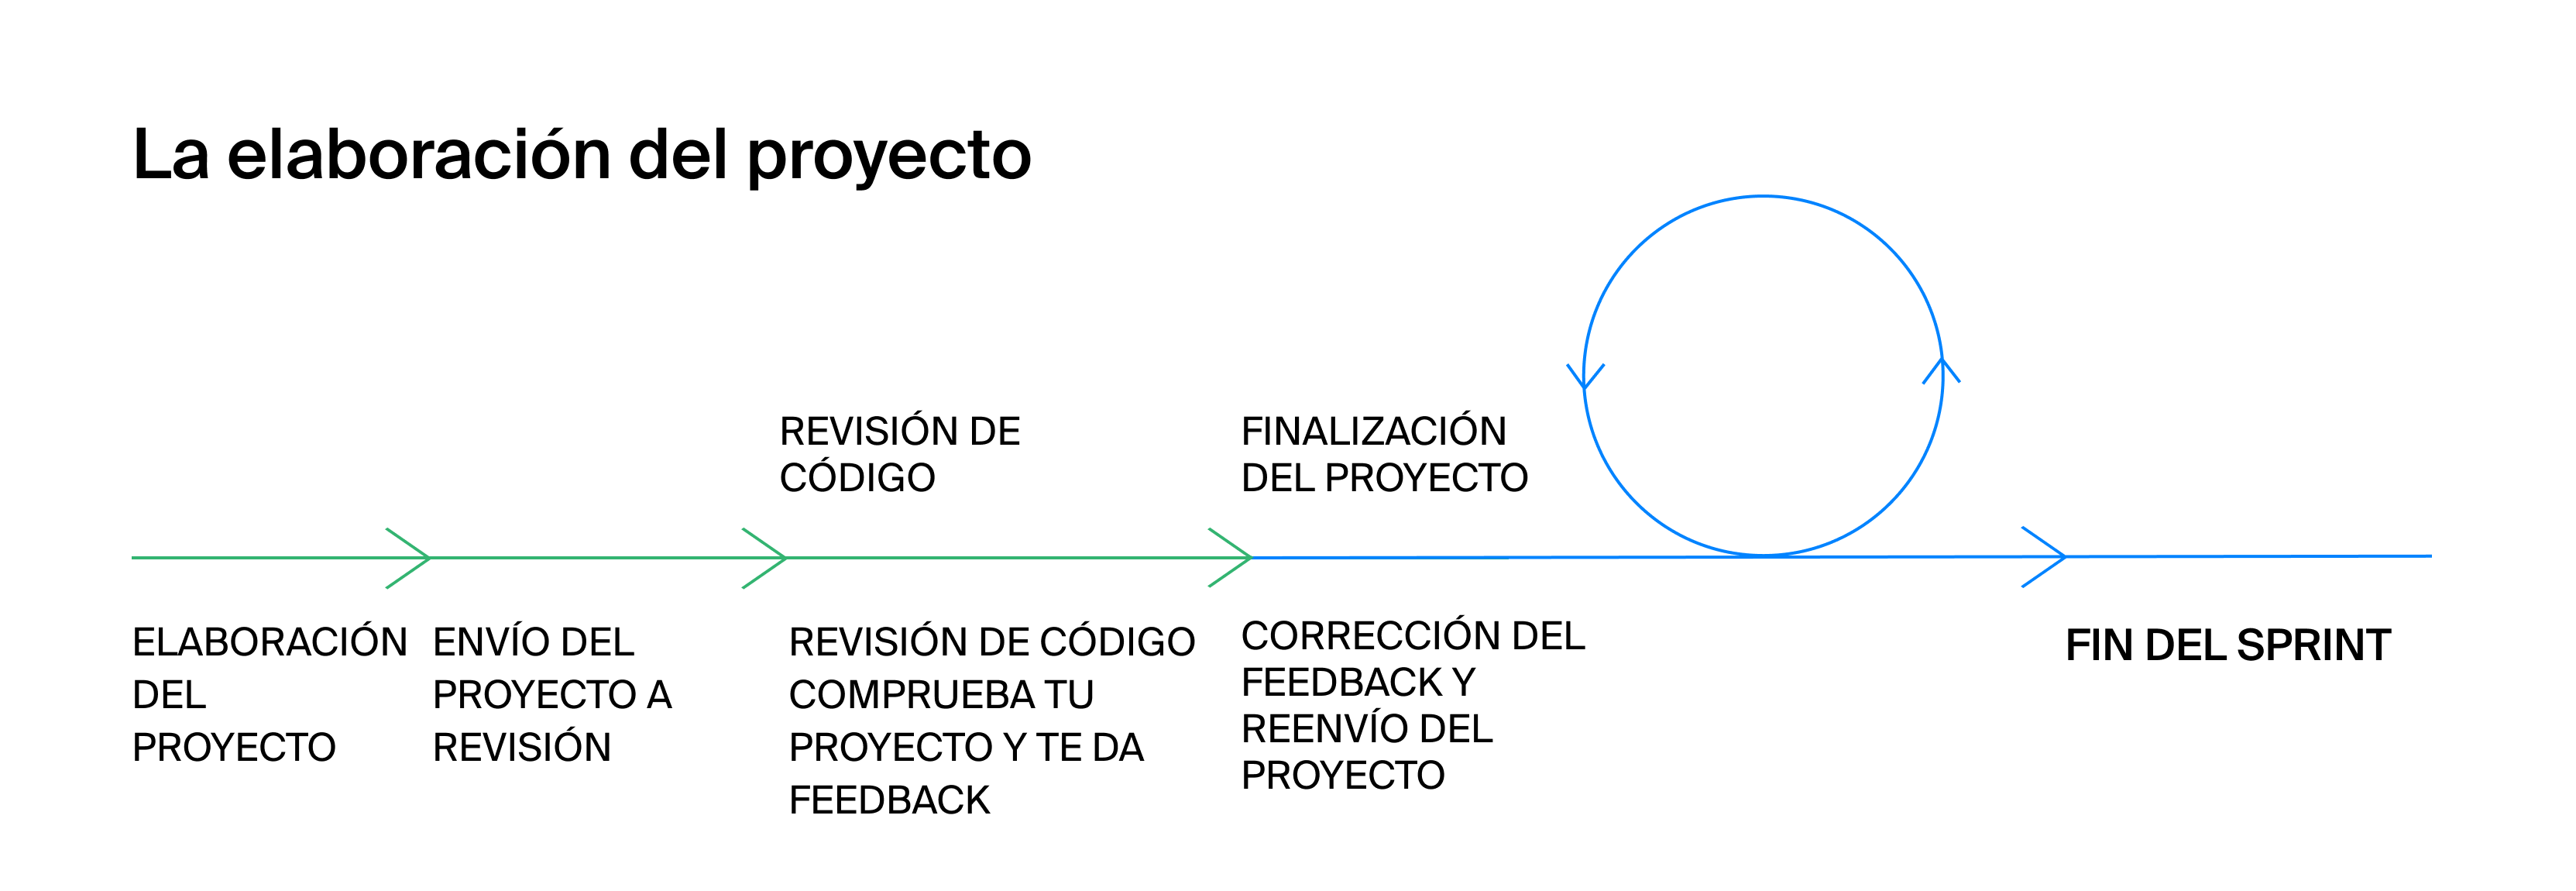 La elaboración del proyecto
REVISIÓN DE
CÓDIGO
FINALIZACIÓN
DEL PROYECTO
ELABORACIÓN
DEL
PROYECTO
ENVÍO DEL
PROYECTO A
REVISIÓN
REVISIÓN DE CÓDIGO
COMPRUEBA TU
PROYECTO Y TE DA
FEEDBACK
CORRECCIÓN DEL
FEEDBACK Y
REENVÍO DEL
PROYECTO
FIN DEL SPRINT